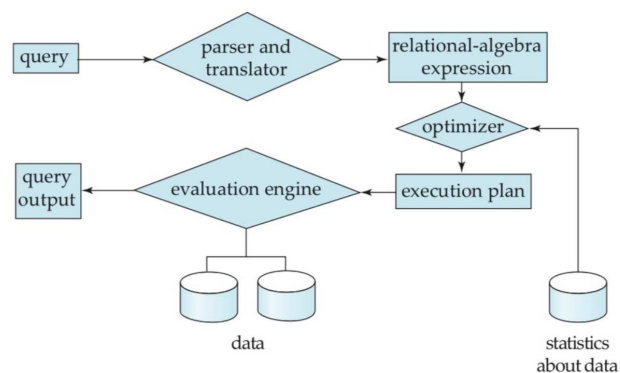 query
parser and
translator
relational-algebra
expression
optimizer
query
output
evaluation engine
execution plan
data
statistics
about data